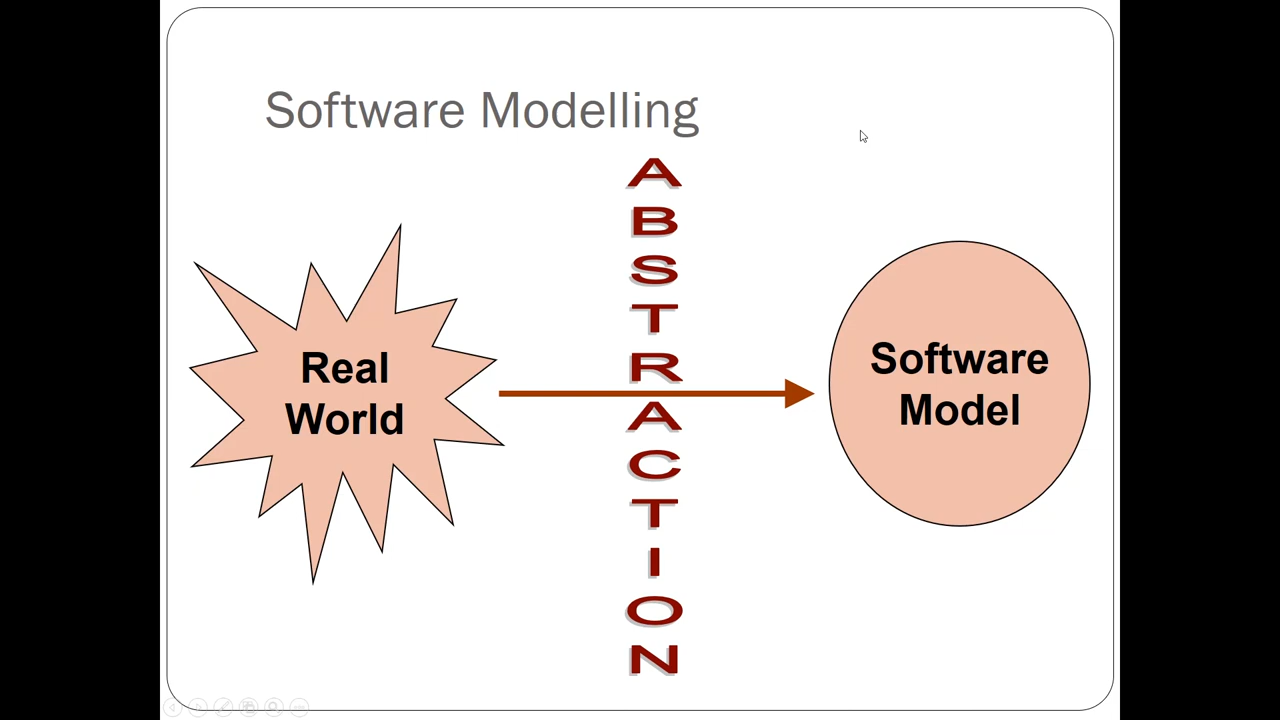 Software Modelling
ABSTRACTION
Real
World
Software
Model